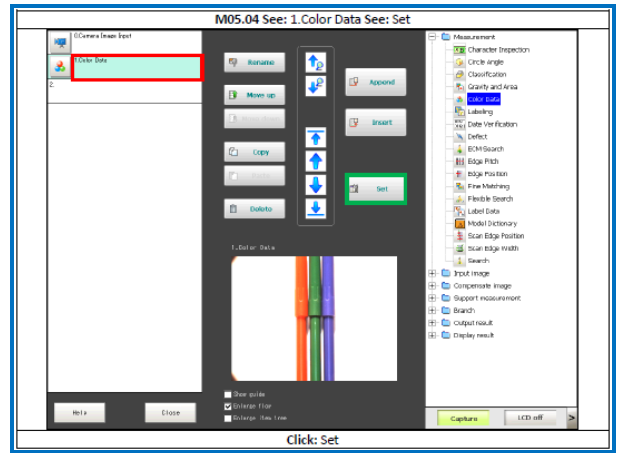 M05.04 See: 1.Color Data See: Set
0.Camera Image Input
1.Color Data
2.
Rename
Move up
Copy
Delete
Append
Insert
Set
1.Color Data
Show guide
Enlarge flow
Enlarge item tree
Help
Close
Measurement
Character Inspection
Circle Angle
Classification
Gravity and Area
Color Data
Labeling
Date Verification
Defect
ECM Search
Edge Pitch
Edge Position
Fine Matching
Flexible Search
Label Data
Model Dictionary
Scan Edge Position
Scan Edge Width
Search
Input image
Compensate image
Support measurement
Branch
Output result
Display result
Capture
LCD off
>
Click: Set